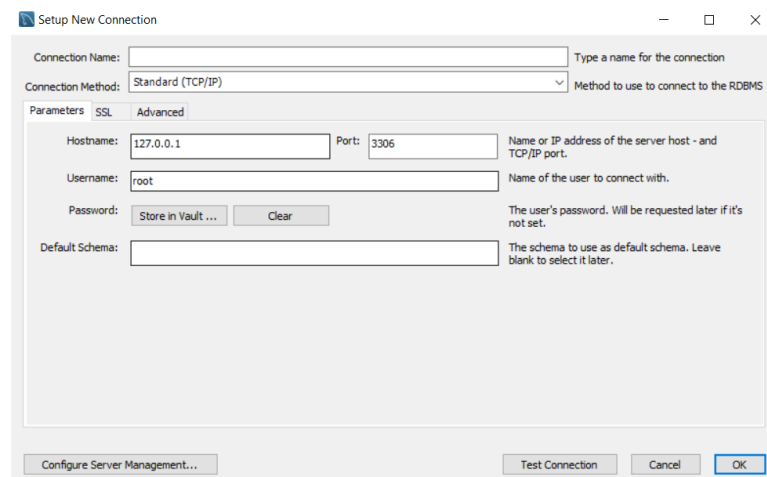 Setup New Connection
Connection Name:
Type a name for the connection
Connection Method:
Standard (TCP/IP)
Method to use to connect to the RDBMS
Parameters
SSL
Advanced
Hostname:
127.0.0.1
Port:
3306
Name or IP address of the server host - and
TCP/IP port.
Username:
root
Name of the user to connect with.
Password:
Store in Vault ...
Clear
The user's password. Will be requested later if it's
not set.
Default Schema:
The schema to use as default schema. Leave
blank to select it later.
Configure Server Management...
Test Connection
Cancel
OK